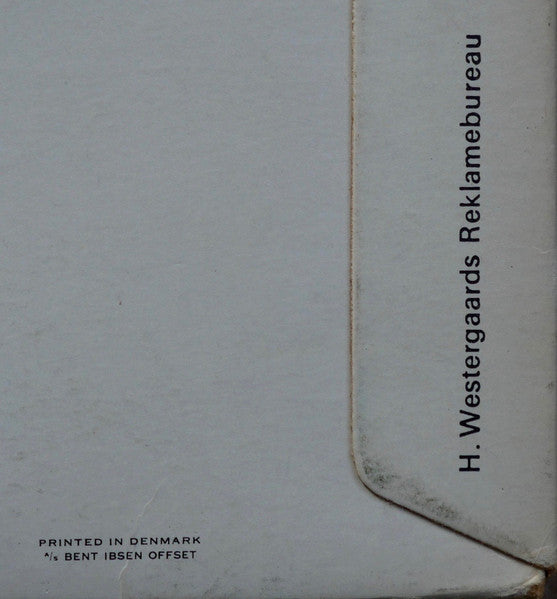 H. Westergaards Reklamebureau
PRINTED IN DENMARK
A/s BENT IBSEN OFFSET